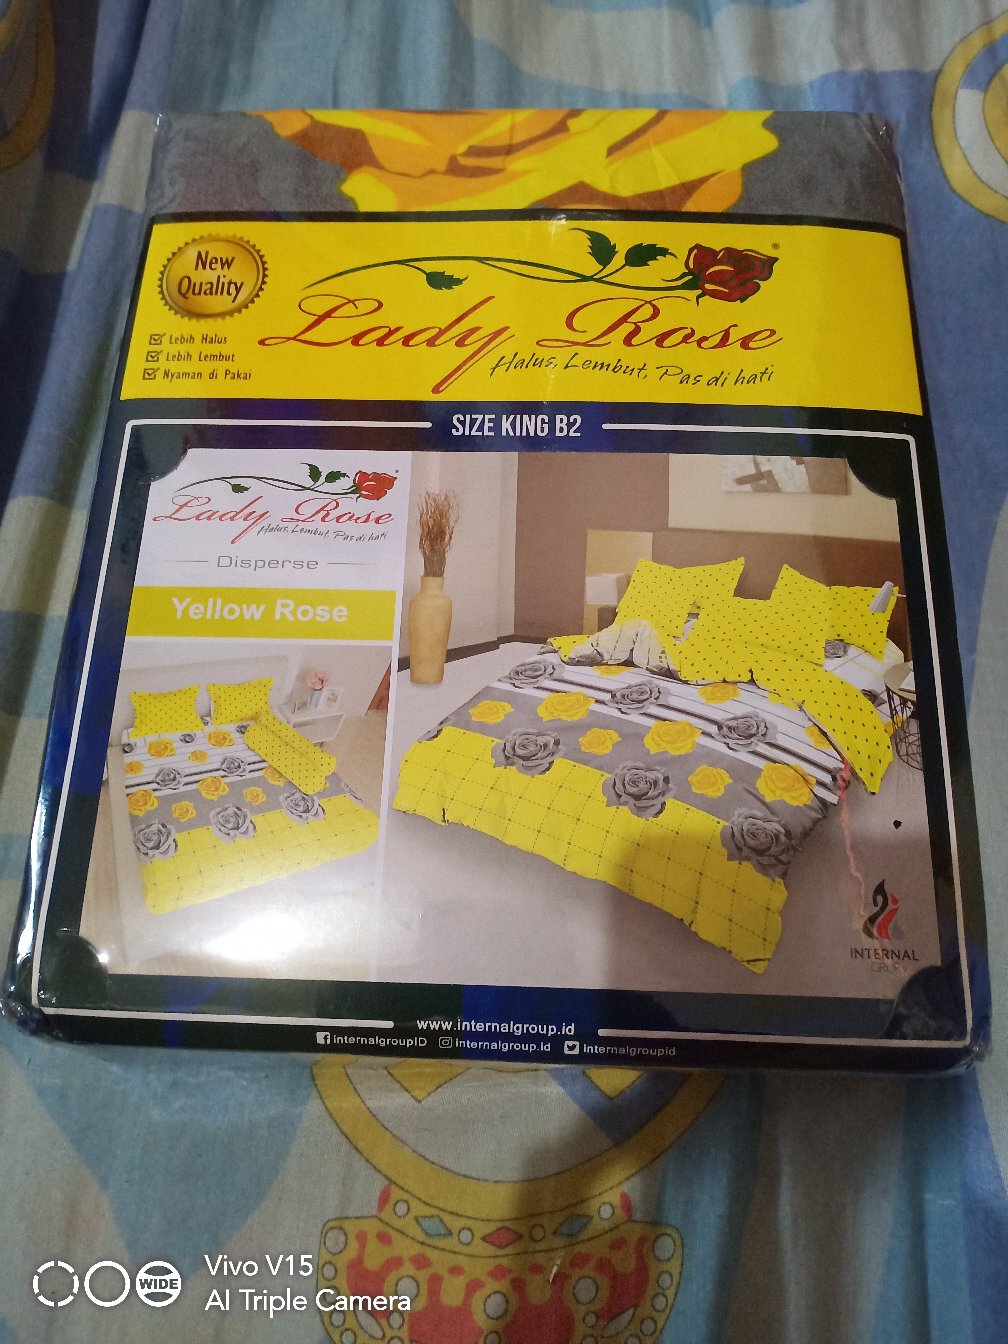 New
Quality
Lebih Halus
Lebih Lembut
Nyaman di Pakai
Lady Rose®
Halus, Lembut, Pas di hati
SIZE KING B2
Lady Rose®
Halus, Lembut, Pas di hati
Disperse
Yellow Rose
INTERNAL
GRUP
www.internalgroup.id
internalgroupID internalgroup.id internalgroupid
WIDE
Vivo V15
AI Triple Camera